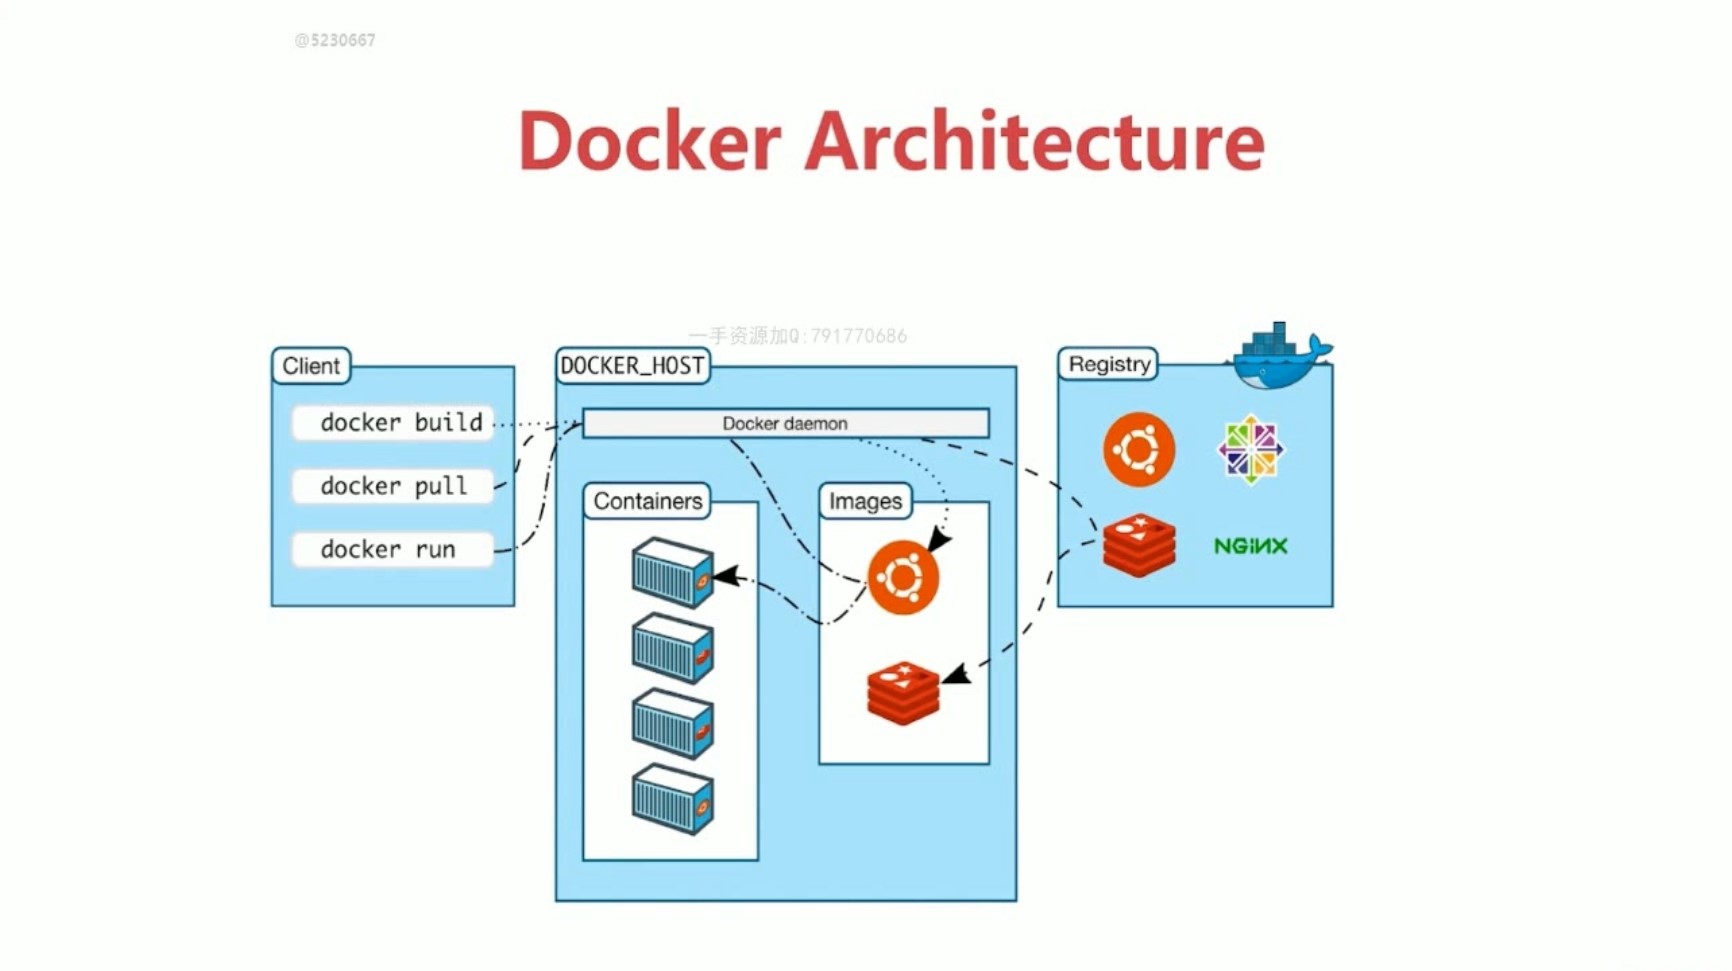 @5230667
Docker Architecture
一手资源加Q:791770686
Client
docker build
docker pull
docker run
DOCKER_HOST
Docker daemon
Containers
Images
Registry
NGINX